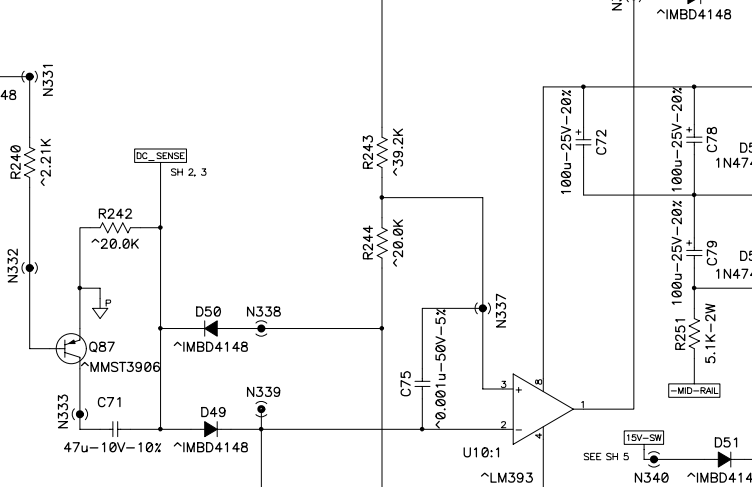 ^IMBD4148
N331
48
R240
^2.21K
DC_SENSE
SH 2, 3
R243
^39.2K
100u-25V-20%
+
C72
100u-25V-20%
+
C78
D5
1N474
R242
^20.0K
R244
^20.0K
N332
P
100u-25V-20%
+
C79
D5
1N474
D50
N338
^IMBD4148
N337
Q87
^MMST3906
R251
5.1K-2W
C75
^0.001u-50V-5%
-MID-RAIL
N339
N333
C71
47u-10V-10%
D49
^IMBD4148
3
+
8
1
2
-
4
U10:1
^LM393
15V-SW
SEE SH 5
D51
N340
^IMBD414